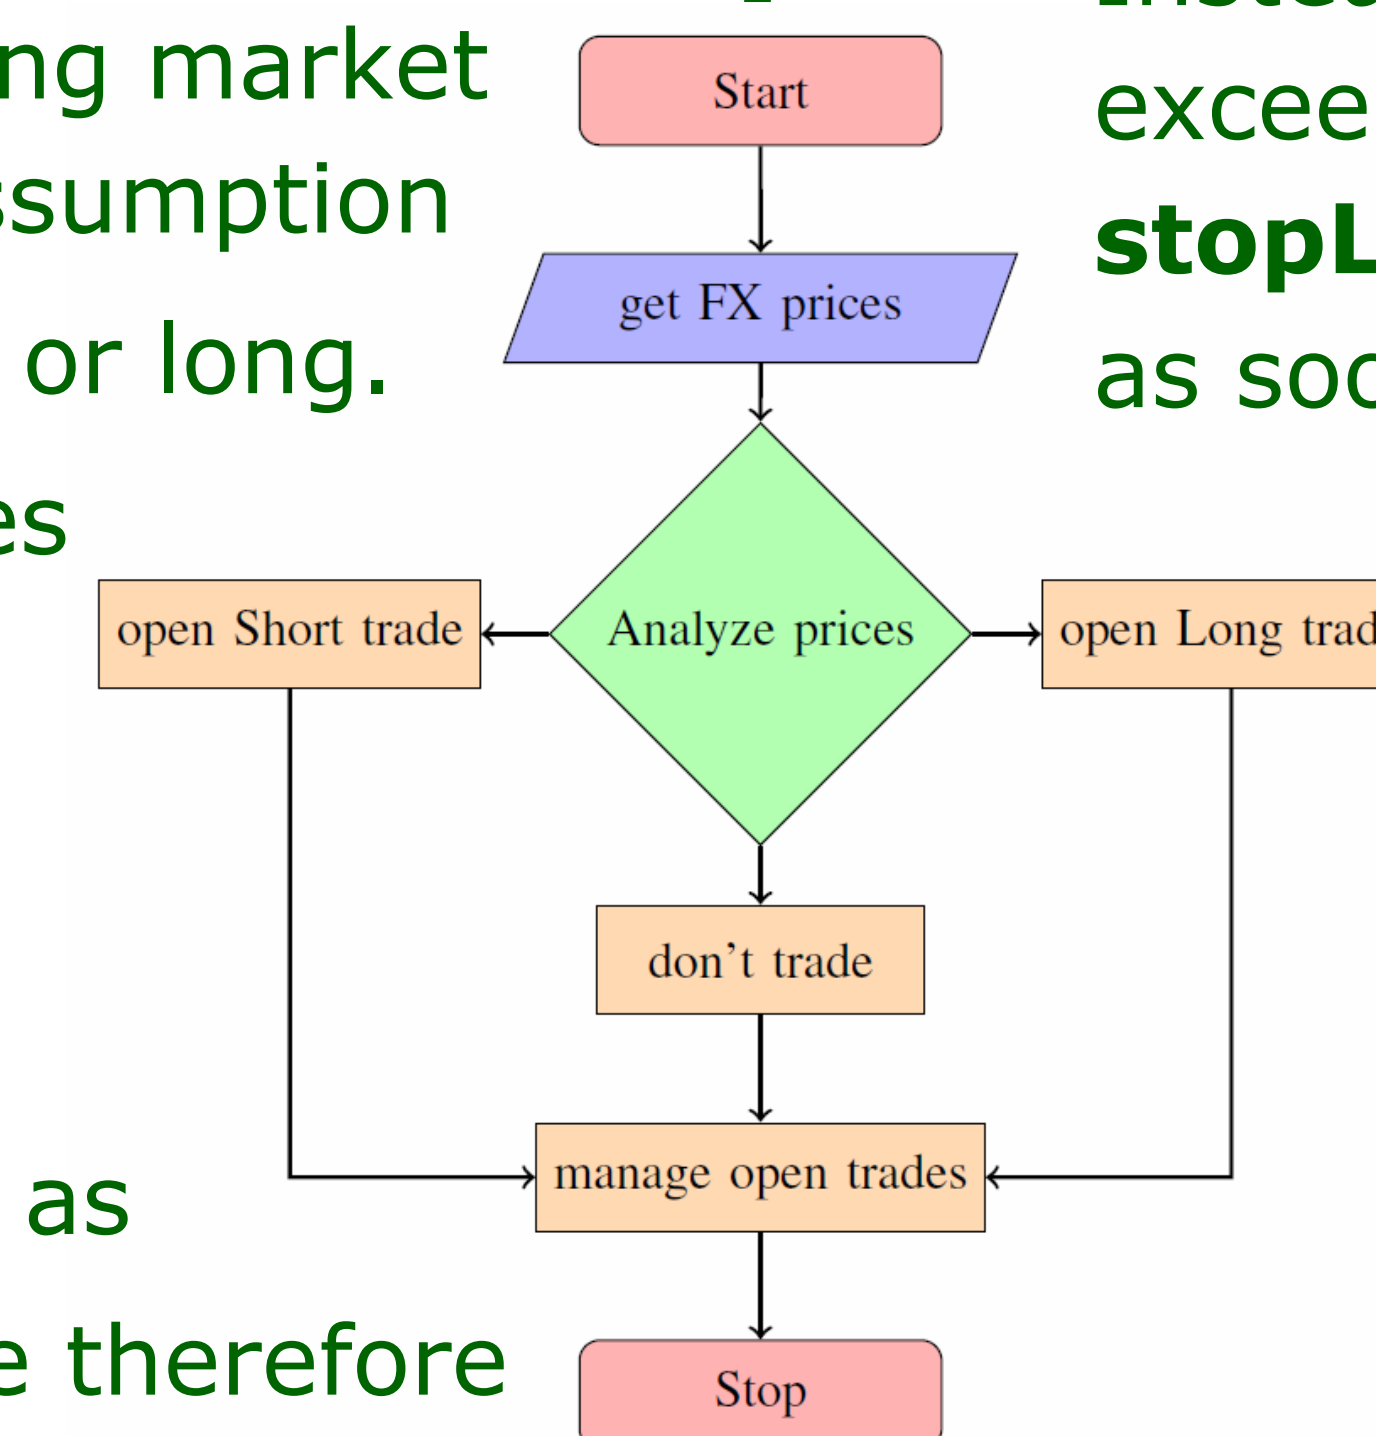 ng market
ssumption
or long.
es
as
e therefore
Start
get FX prices
Analyze prices
open Short trade
open Long trad
don't trade
manage open trades
Stop
excee
stopL
as soo